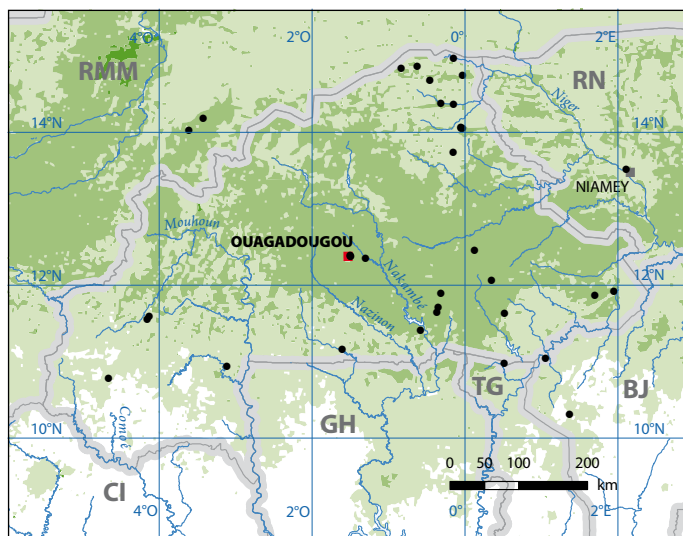 4°O
2°O
0°
2°E
RMM
RN
Niger
14°N
14°N
NIAMEY
Mouhoun
OUAGADOUGOU
Nakambé
Nazinon
12°N
12°N
TG
BJ
GH
Comoé
10°N
10°N
CI
0 50 100 200
km
4°O
2°O
0°
2°E